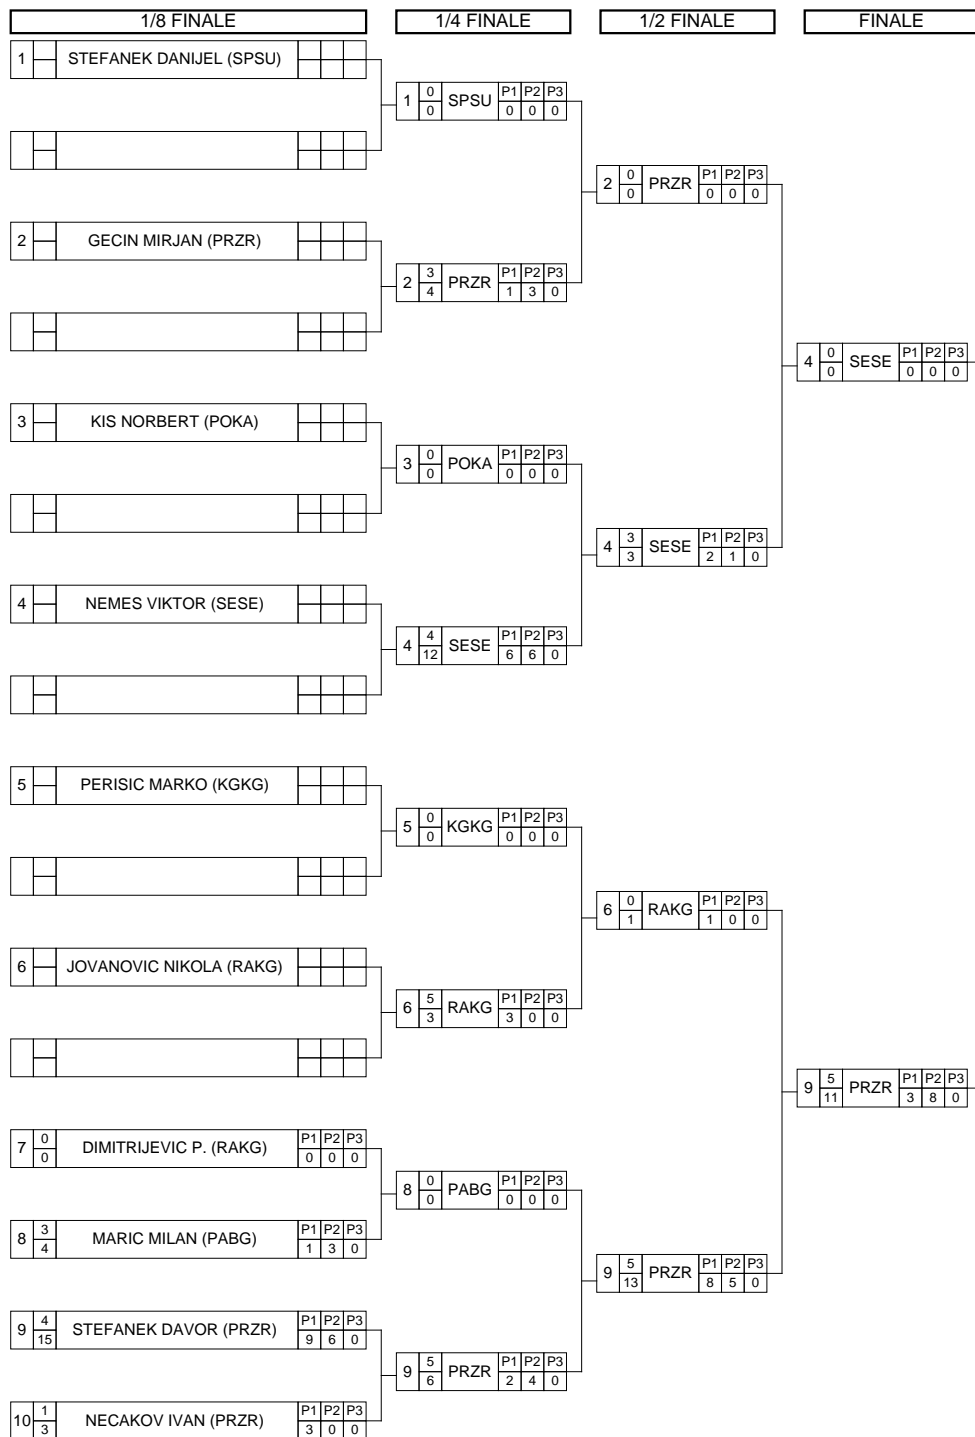 1/8 FINALE 1/4 FINALE 1/2 FINALE FINALE
1 STEFANEK DANIJEL (SPSU)
1 0 0 SPSU P1 P2 P3 0 0 0
2 0 0 PRZR P1 P2 P3 0 0 0
2 GECIN MIRJAN (PRZR)
2 3 4 PRZR P1 P2 P3 1 3 0
4 0 0 SESE P1 P2 P3 0 0 0
3 KIS NORBERT (POKA)
3 0 0 POKA P1 P2 P3 0 0 0
4 3 3 SESE P1 P2 P3 2 1 0
4 NEMES VIKTOR (SESE)
4 4 12 SESE P1 P2 P3 6 6 0
5 PERISIC MARKO (KGKG)
5 0 0 KGKG P1 P2 P3 0 0 0
6 0 1 RAKG P1 P2 P3 1 0 0
6 JOVANOVIC NIKOLA (RAKG)
6 5 3 RAKG P1 P2 P3 3 0 0
9 5 11 PRZR P1 P2 P3 3 8 0
7 0 0 DIMITRIJEVIC P. (RAKG) P1 P2 P3 0 0 0
8 0 0 PABG P1 P2 P3 0 0 0
8 3 4 MARIC MILAN (PABG) P1 P2 P3 1 3 0
9 5 13 PRZR P1 P2 P3 8 5 0
9 4 15 STEFANEK DAVOR (PRZR) P1 P2 P3 9 6 0
9 5 6 PRZR P1 P2 P3 2 4 0
10 1 3 NECAKOV IVAN (PRZR) P1 P2 P3 3 0 0